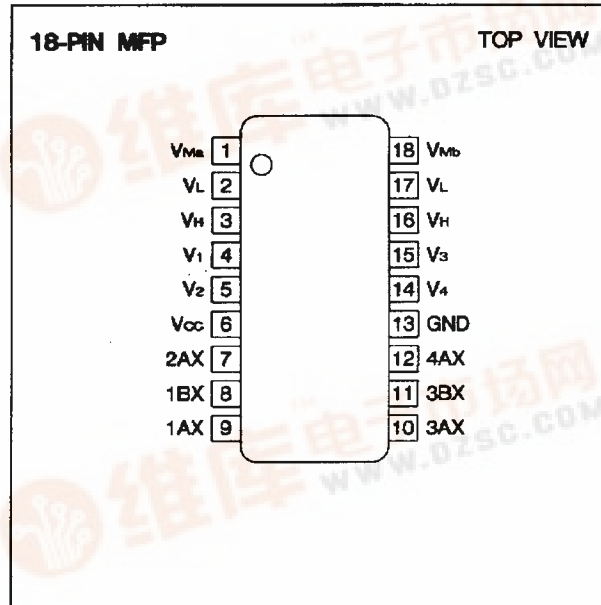 18-PIN MFP TOP VIEW
VMa 1 18 VMb
VL 2 17 VL
VH 3 16 VH
V1 4 15 V3
V2 5 14 V4
VCC 6 13 GND
2AX 7 12 4AX
1BX 8 11 3BX
1AX 9 10 3AX
维库电子市场网
WWW.DZSC.COM
维库电子市场网
WWW.DZSC.COM